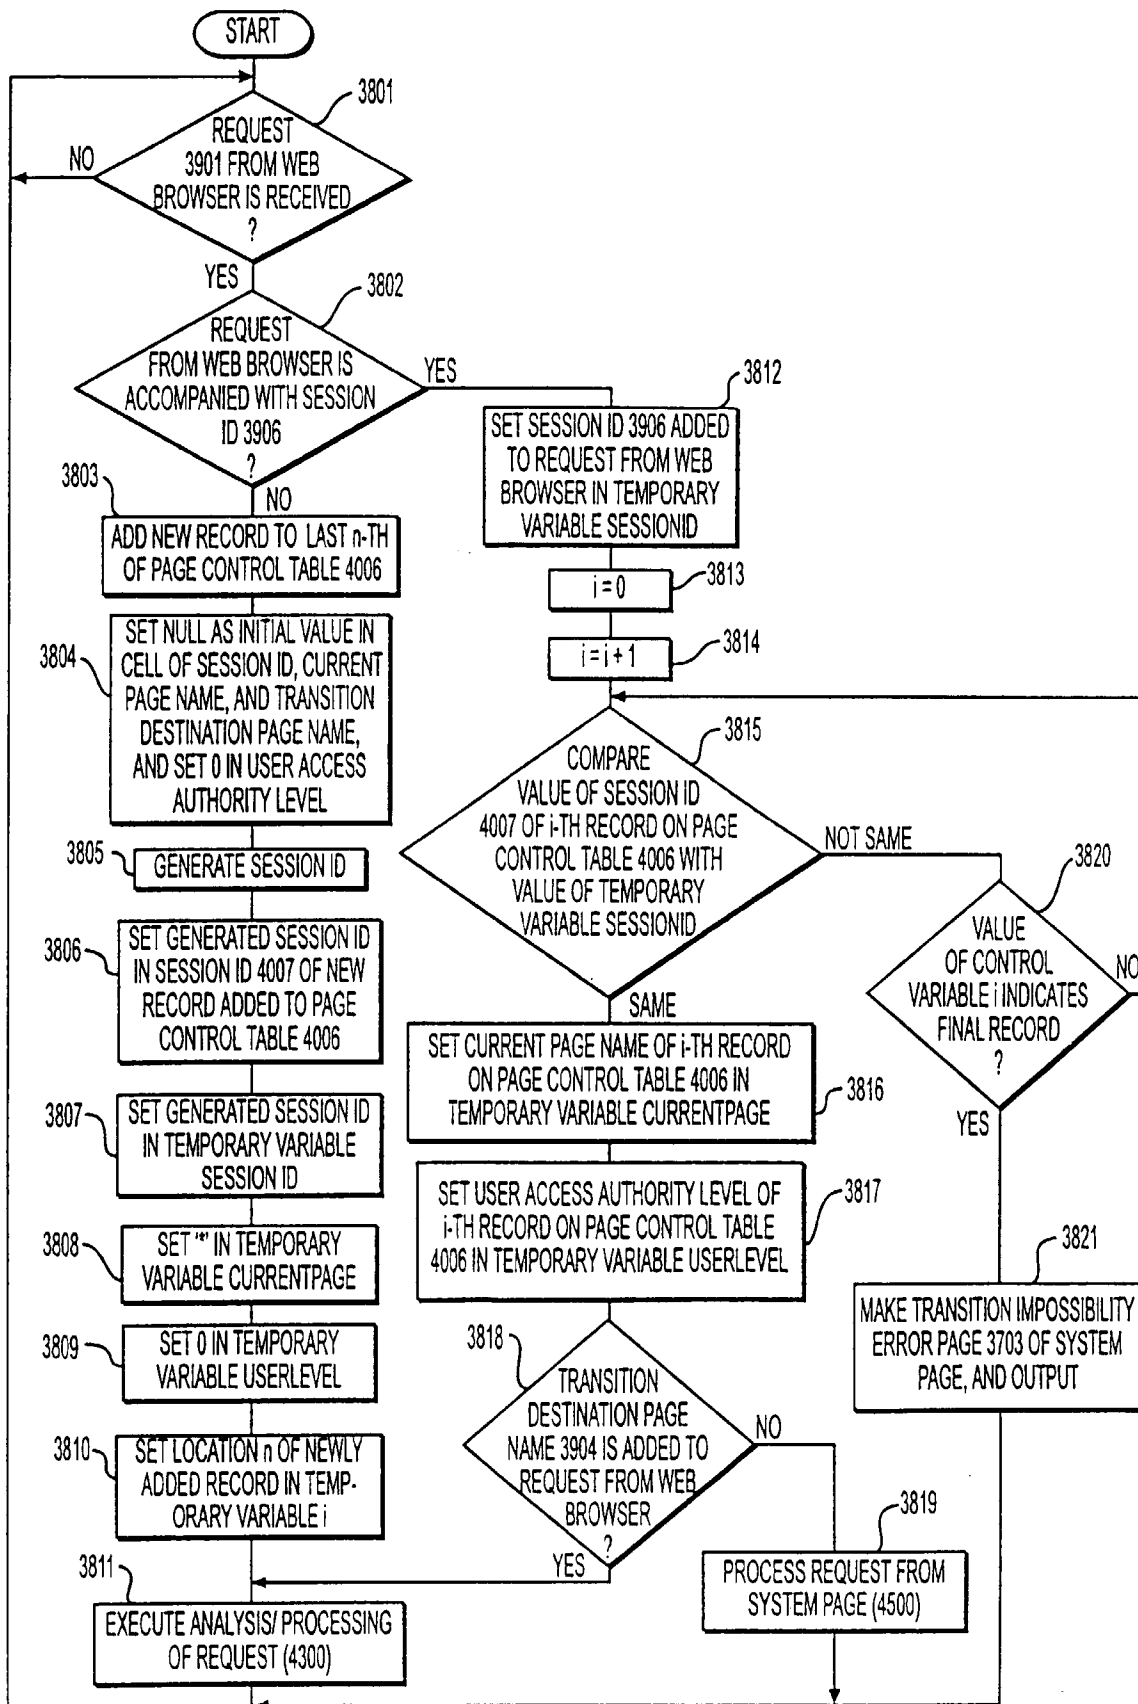 START
3801
REQUEST
3901 FROM WEB
BROWSER IS RECEIVED
?
NO
YES
3802
REQUEST
FROM WEB BROWSER IS
ACCOMPANIED WITH SESSION
ID 3906
?
YES
NO
3803
ADD NEW RECORD TO LAST n-TH
OF PAGE CONTROL TABLE 4006
3804
SET NULL AS INITIAL VALUE IN
CELL OF SESSION ID, CURRENT
PAGE NAME, AND TRANSITION
DESTINATION PAGE NAME,
AND SET 0 IN USER ACCESS
AUTHORITY LEVEL
3805
GENERATE SESSION ID
3806
SET GENERATED SESSION ID
IN SESSION ID 4007 OF NEW
RECORD ADDED TO PAGE
CONTROL TABLE 4006
3807
SET GENERATED SESSION ID
IN TEMPORARY VARIABLE
SESSION ID
3808
SET "*" IN TEMPORARY
VARIABLE CURRENTPAGE
3809
SET 0 IN TEMPORARY
VARIABLE USERLEVEL
3810
SET LOCATION n OF NEWLY
ADDED RECORD IN TEMP-
ORARY VARIABLE i
3811
EXECUTE ANALYSIS/ PROCESSING
OF REQUEST (4300)
3812
SET SESSION ID 3906 ADDED
TO REQUEST FROM WEB
BROWSER IN TEMPORARY
VARIABLE SESSIONID
3813
i=0
3814
i=i+1
3815
COMPARE
VALUE OF SESSION ID
4007 OF i-TH RECORD ON PAGE
CONTROL TABLE 4006 WITH
VALUE OF TEMPORARY
VARIABLE SESSIONID
NOT SAME
SAME
SET CURRENT PAGE NAME OF i-TH RECORD
ON PAGE CONTROL TABLE 4006 IN
TEMPORARY VARIABLE CURRENTPAGE
3816
SET USER ACCESS AUTHORITY LEVEL OF
i-TH RECORD ON PAGE CONTROL TABLE
4006 IN TEMPORARY VARIABLE USERLEVEL
3817
3818
TRANSITION
DESTINATION PAGE
NAME 3904 IS ADDED TO
REQUEST FROM WEB
BROWSER
?
NO
YES
3819
PROCESS REQUEST FROM
SYSTEM PAGE (4500)
3820
VALUE
OF CONTROL
VARIABLE i INDICATES
FINAL RECORD
?
NO
YES
3821
MAKE TRANSITION IMPOSSIBILITY
ERROR PAGE 3703 OF SYSTEM
PAGE, AND OUTPUT